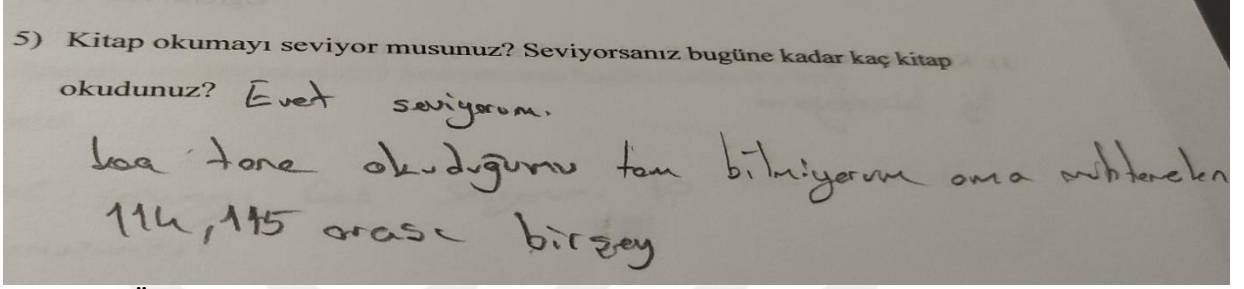 5) Kitap okumayı seviyor musunuz? Seviyorsanız bugüne kadar kaç kitap
okudunuz? Evet seviyorum.
kaç tane okuduğumu tam bilmiyorum ama muhtemelen
114,115 arası birşey